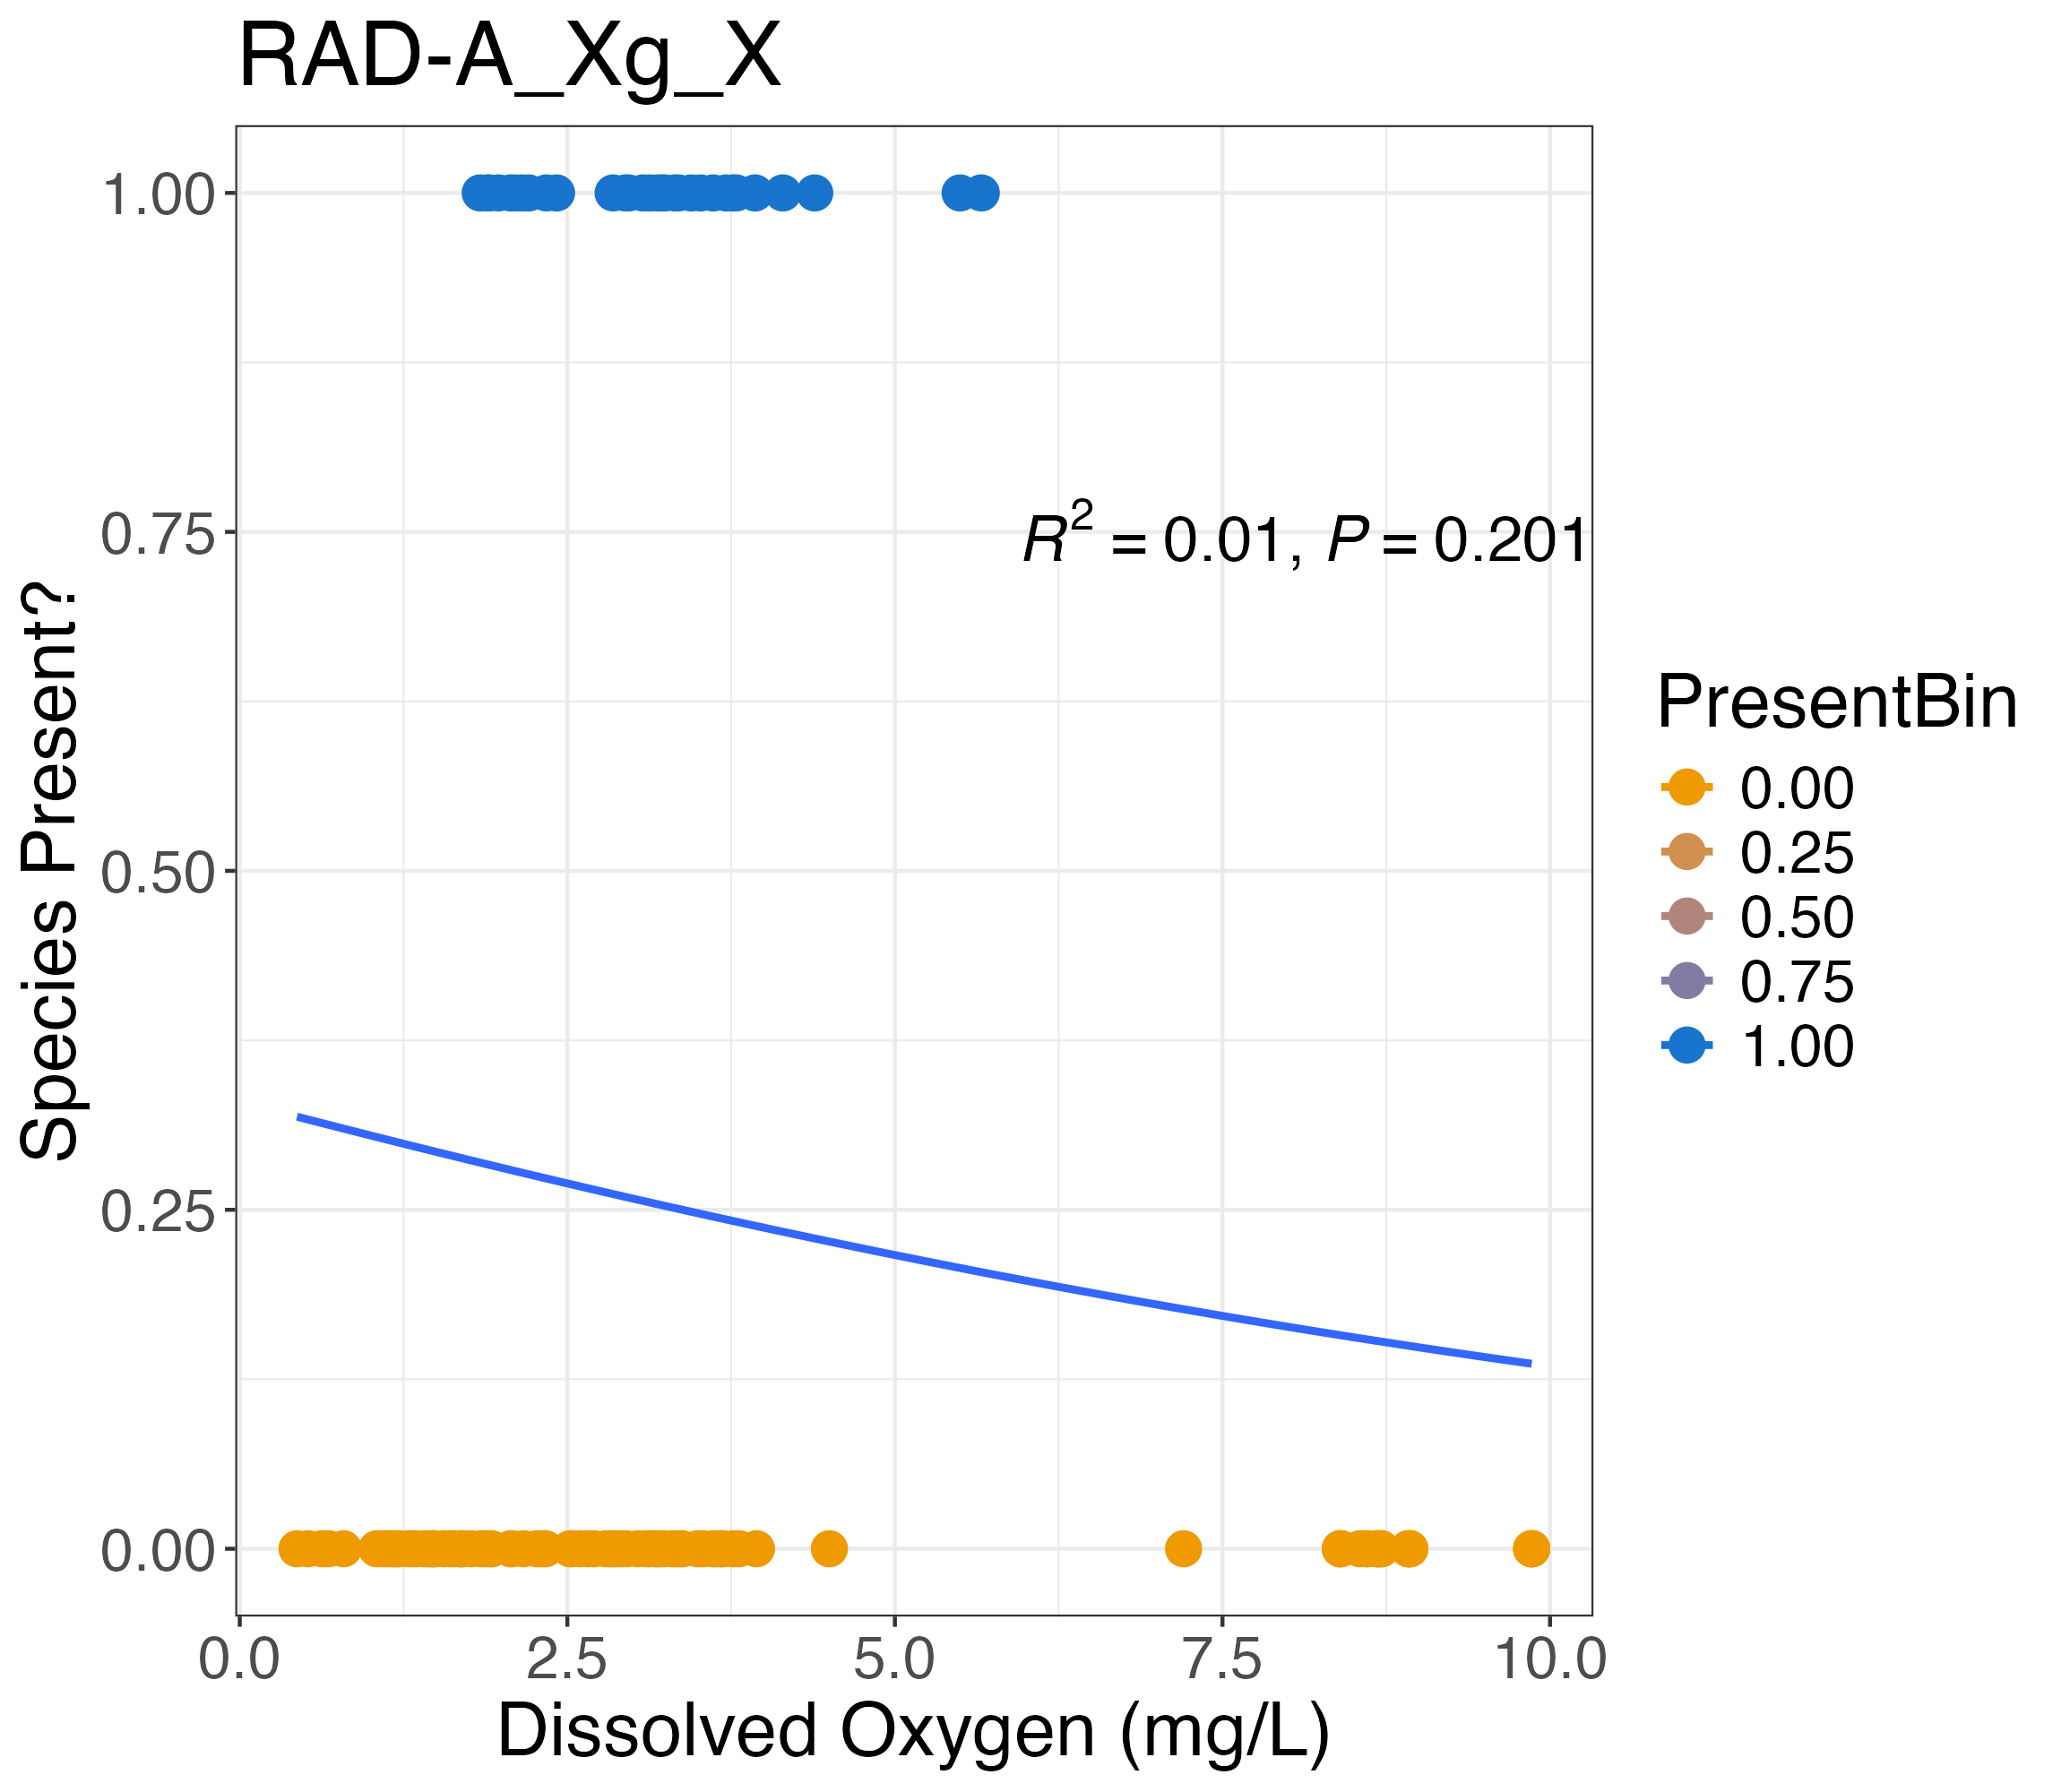 RAD-A_Xg_X
Species Present?
1.00
0.75
0.50
0.25
0.00
R² = 0.01, P = 0.201
0.0 2.5 5.0 7.5 10.0
Dissolved Oxygen (mg/L)
PresentBin
0.00
0.25
0.50
0.75
1.00